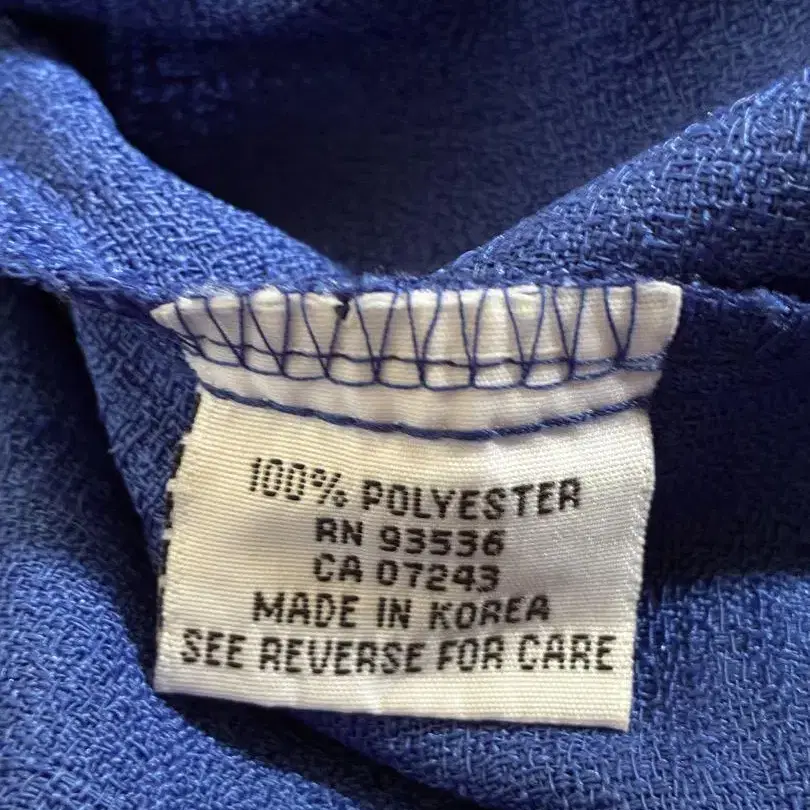 100% POLYESTER
RN 93536
CA 07243
MADE IN KOREA
SEE REVERSE FOR CARE